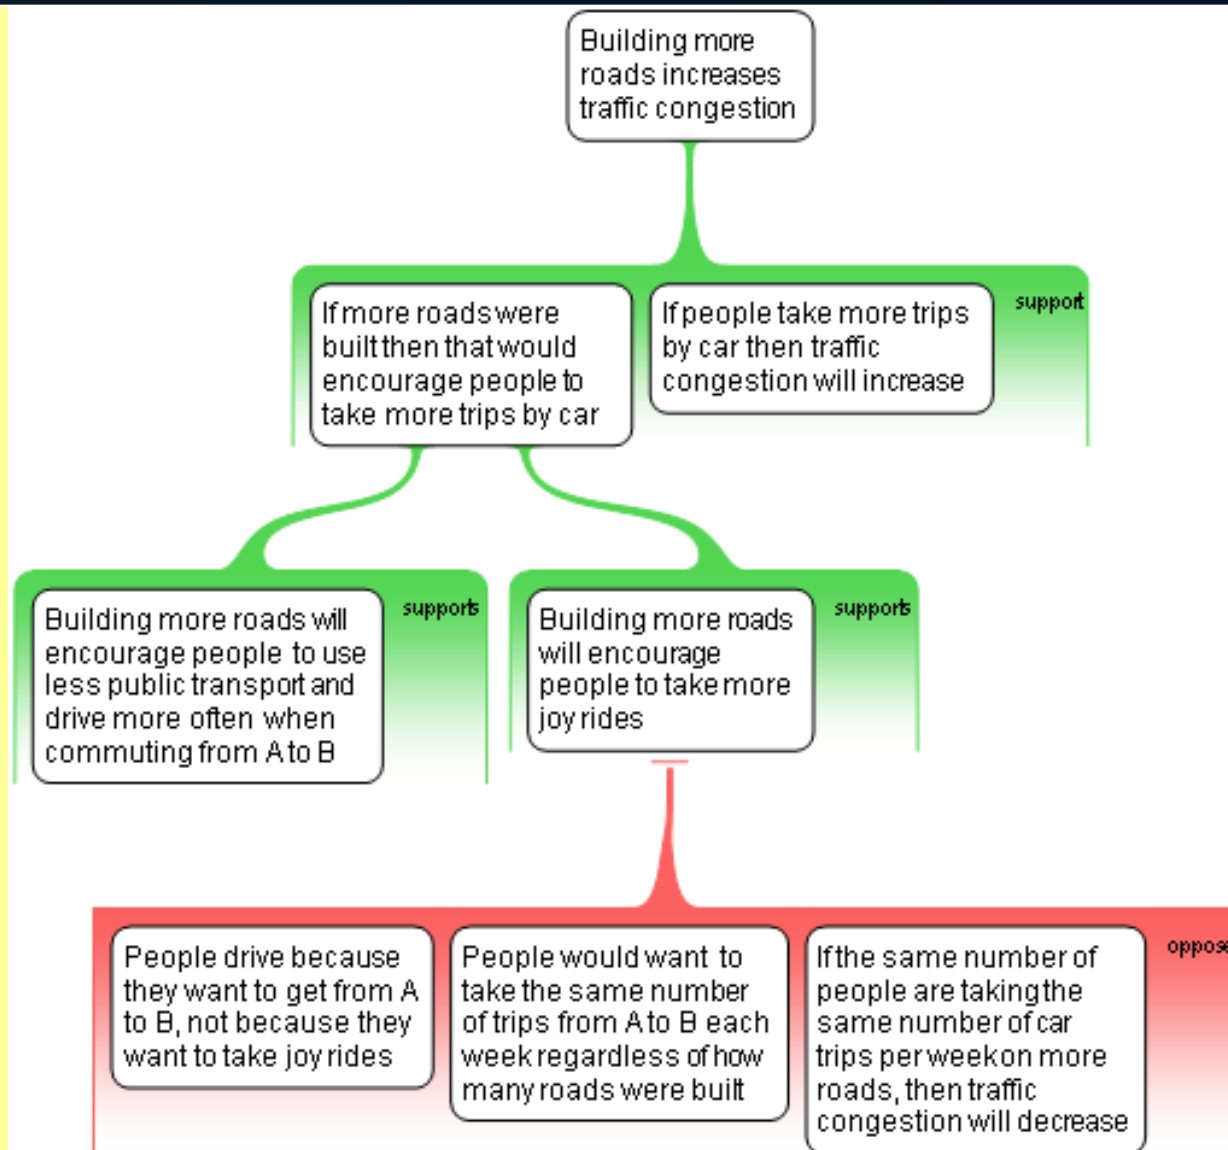 Building more
roads increases
traffic congestion
If more roads were
built then that would
encourage people to
take more trips by car
If people take more trips
by car then traffic
congestion will increase
support
Building more roads will
encourage people to use
less public transport and
drive more often when
commuting from A to B
supports
Building more roads
will encourage
people to take more
joy rides
supports
People drive because
they want to get from A
to B, not because they
want to take joy rides
People would want to
take the same number
of trips from A to B each
week regardless of how
many roads were built
If the same number of
people are taking the
same number of car
trips per week on more
roads, then traffic
congestion will decrease
oppose